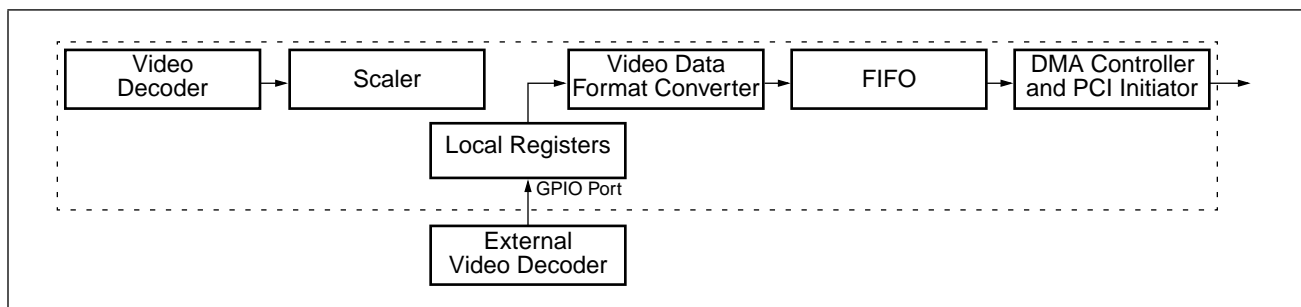 Video
Decoder
Scaler
Video Data
Format Converter
FIFO
DMA Controller
and PCI Initiator
Local Registers
GPIO Port
External
Video Decoder